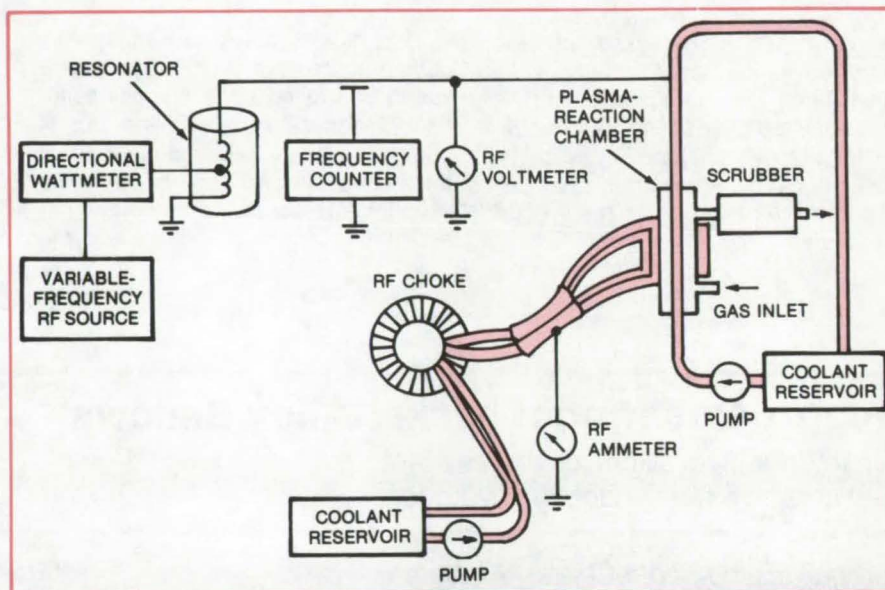 RESONATOR
DIRECTIONAL
WATTMETER
VARIABLE-
FREQUENCY
RF SOURCE
FREQUENCY
COUNTER
RF
VOLTMETER
PLASMA-
REACTION
CHAMBER
SCRUBBER
GAS INLET
RF CHOKE
COOLANT
RESERVOIR
PUMP
RF
AMMETER
COOLANT
RESERVOIR
PUMP